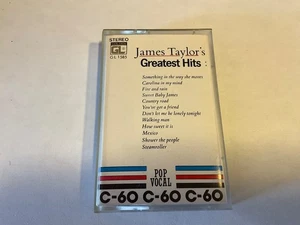 STEREO
GL
James Taylor's
Greatest Hits
Something in the way she moves
Carolina in my mind
Fire and rain
Sweet Baby James
Country road
You've got a friend
Don't let me be lonely tonight
Walking man
How sweet it is
Mexico
Shower the people
Steamroller
POP
VOCAL
C-60 C-60 C-60